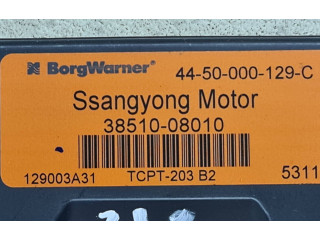 BorgWarner® 44-50-000-129-C
Ssangyong Motor
38510-08010
129003A31 TCPT-203 B2 5311